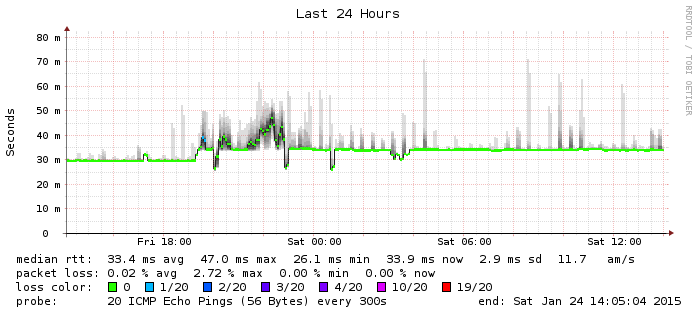 Last 24 Hours
RRDTOOL / TOBI OETIKER
Seconds
80 m
70 m
60 m
50 m
40 m
30 m
20 m
10 m
0
Fri 18:00 Sat 00:00 Sat 06:00 Sat 12:00
median rtt: 33.4 ms avg 47.0 ms max 26.1 ms min 33.9 ms now 2.9 ms sd 11.7 am/s
packet loss: 0.02 % avg 2.72 % max 0.00 % min 0.00 % now
loss color: 0 1/20 2/20 3/20 4/20 10/20 19/20
probe: 20 ICMP Echo Pings (56 Bytes) every 300s end: Sat Jan 24 14:05:04 2015